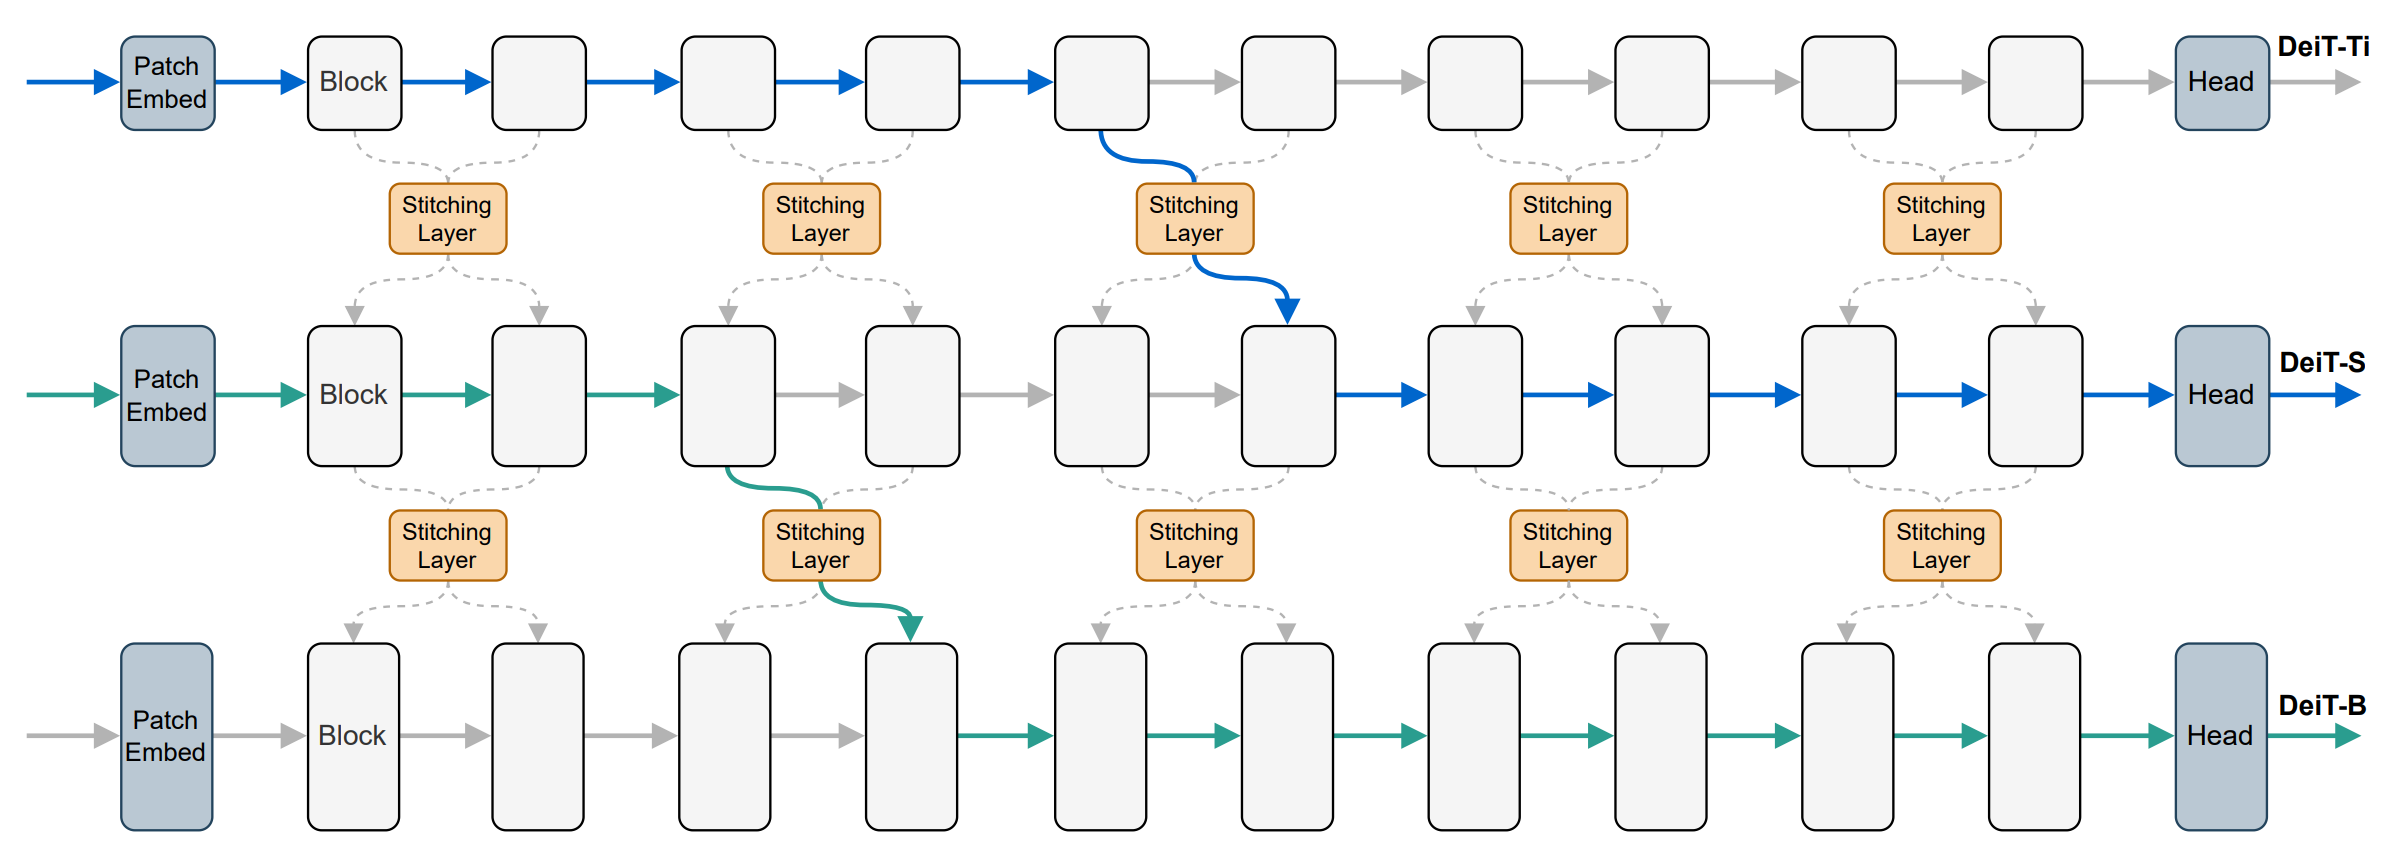 Patch
Embed
Block
Head
DeiT-Ti
Stitching
Layer
Stitching
Layer
Stitching
Layer
Stitching
Layer
Stitching
Layer
Patch
Embed
Block
Head
DeiT-S
Stitching
Layer
Stitching
Layer
Stitching
Layer
Stitching
Layer
Stitching
Layer
Patch
Embed
Block
Head
DeiT-B